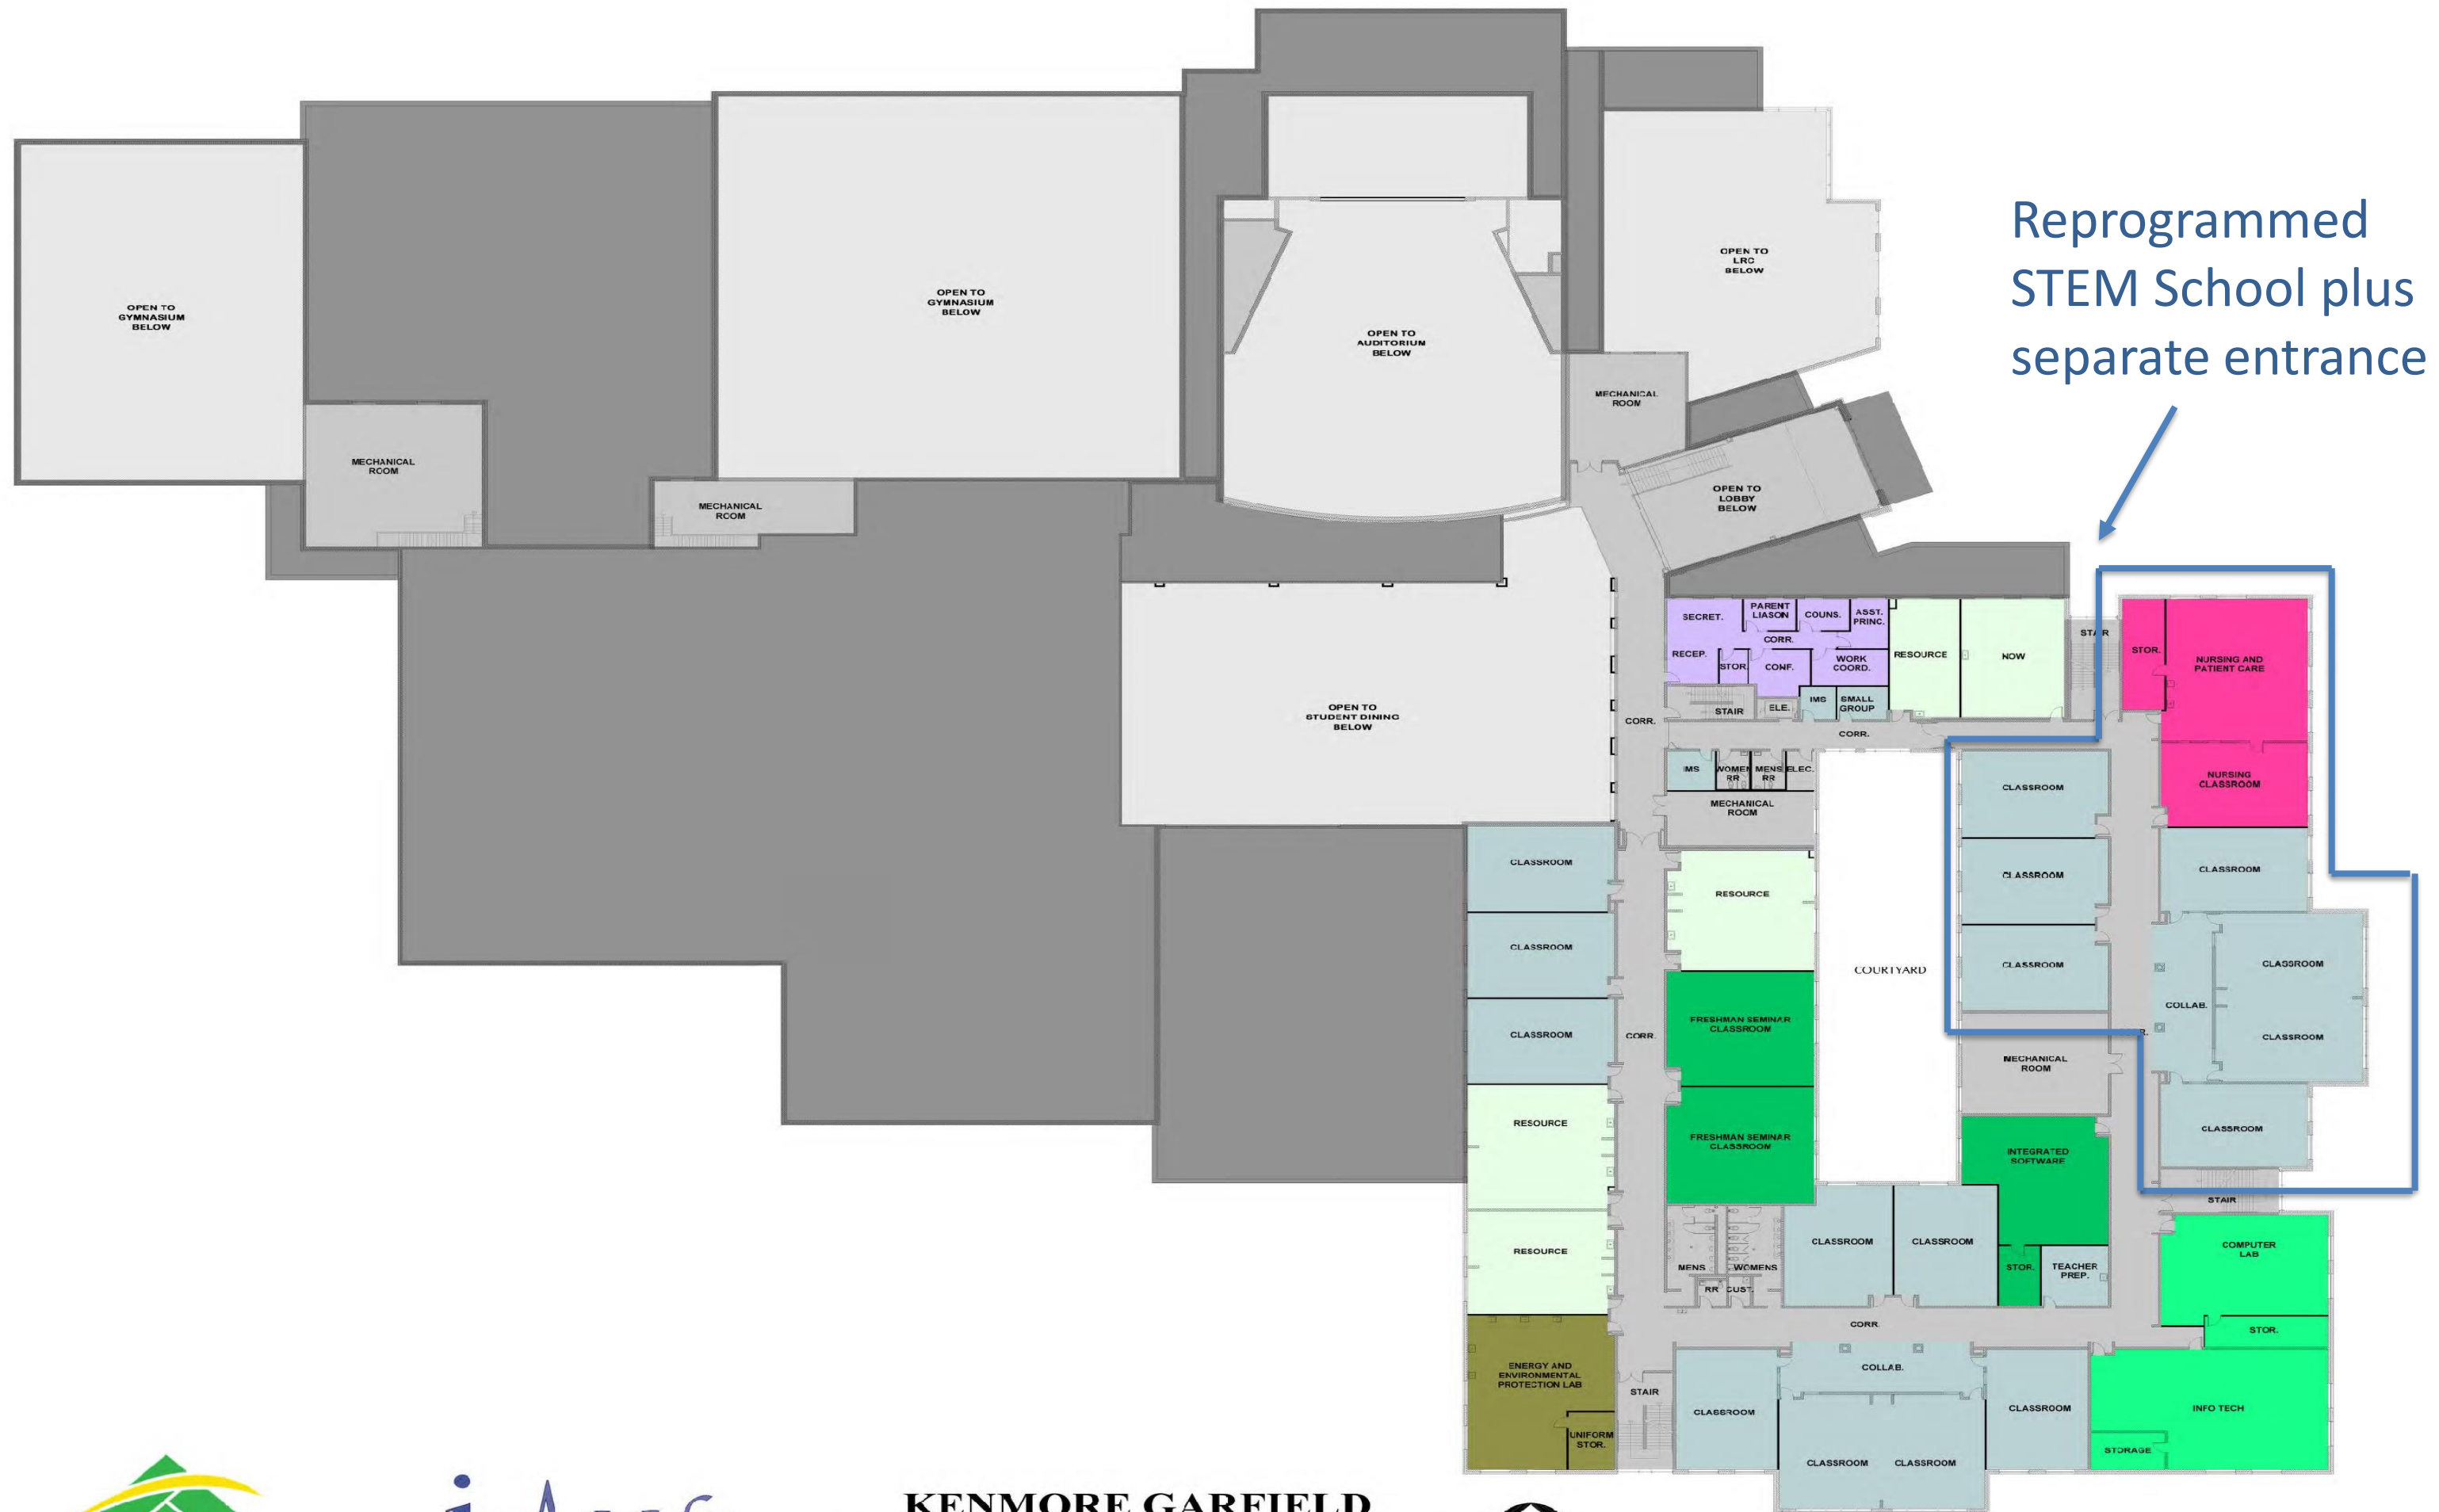 Reprogrammed
STEM School plus
separate entrance
OPEN TO
GYMNASIUM
BELOW
OPEN TO
GYMNASIUM
BELOW
OPEN TO
AUDITORIUM
BELOW
OPEN TO
LRC
BELOW
MECHANICAL
ROOM
MECHANICAL
ROOM
MECHANICAL
ROOM
OPEN TO
LOBBY
BELOW
SECRET.
PARENT
LIASON
COUNS.
ASST.
PRINC.
CORR.
RECEP.
STOR.
CONF.
WORK
COORD.
RESOURCE
NOW
STAIR
STOR.
NURSING AND
PATIENT CARE
OPEN TO
STUDENT DINING
BELOW
CORR.
STAIR
ELE.
IMS
SMALL
GROUP
CORR.
IMS
WOMEN
RR
MENS
RR
ELEC.
MECHANICAL
ROOM
CLASSROOM
NURSING
CLASSROOM
CLASSROOM
RESOURCE
CLASSROOM
CLASSROOM
CLASSROOM
COURTYARD
CLASSROOM
CLASSROOM
COLLAB.
CLASSROOM
CLASSROOM
CORR.
FRESHMAN SEMINAR
CLASSROOM
R.
CLASSROOM
MECHANICAL
ROOM
RESOURCE
FRESHMAN SEMINAR
CLASSROOM
INTEGRATED
SOFTWARE
CLASSROOM
STAIR
RESOURCE
MENS
WOMENS
RR
CUST.
CLASSROOM
CLASSROOM
STOR.
TEACHER
PREP.
COMPUTER
LAB
STOR.
CORR.
ENERGY AND
ENVIRONMENTAL
PROTECTION LAB
UNIFORM
STOR.
STAIR
CLASSROOM
COLLAB.
CLASSROOM
CLASSROOM
CLASSROOM
INFO TECH
STORAGE
KENMORE GARFIELD